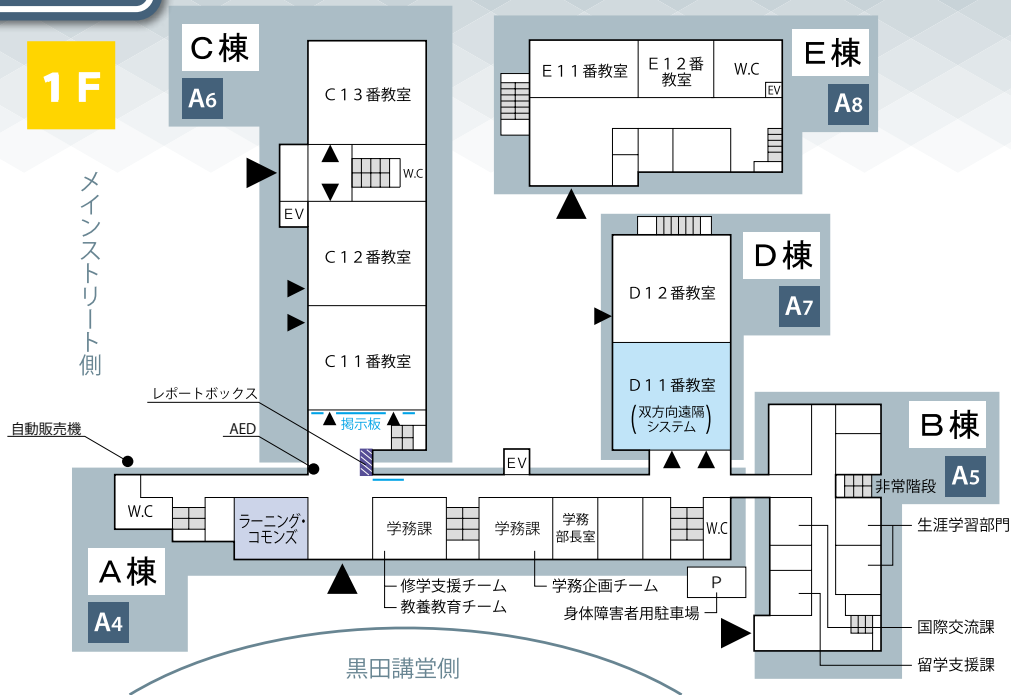 1F
C棟
A6
C13番教室
W.C
EV
C12番教室
C11番教室
掲示板
メインストリート側
E棟
A8
E11番教室
E12番
教室
W.C
EV
D棟
A7
D12番教室
D11番教室
(双方向遠隔
システム)
レポートボックス
自動販売機
AED
EV
B棟
A5
非常階段
生涯学習部門
国際交流課
留学支援課
W.C
ラーニング・
コモンズ
学務課
学務課
学務
部長室
W.C
A棟
A4
修学支援チーム
教養教育チーム
学務企画チーム
P
身体障害者用駐車場
黒田講堂側